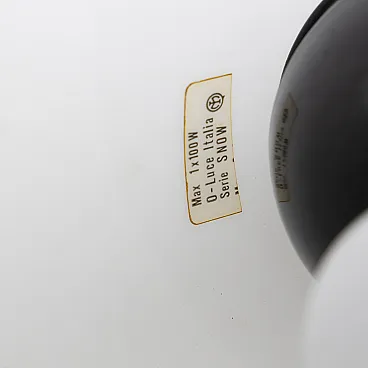 Max 1x100W
O-Luce Italia
Serie SNOW